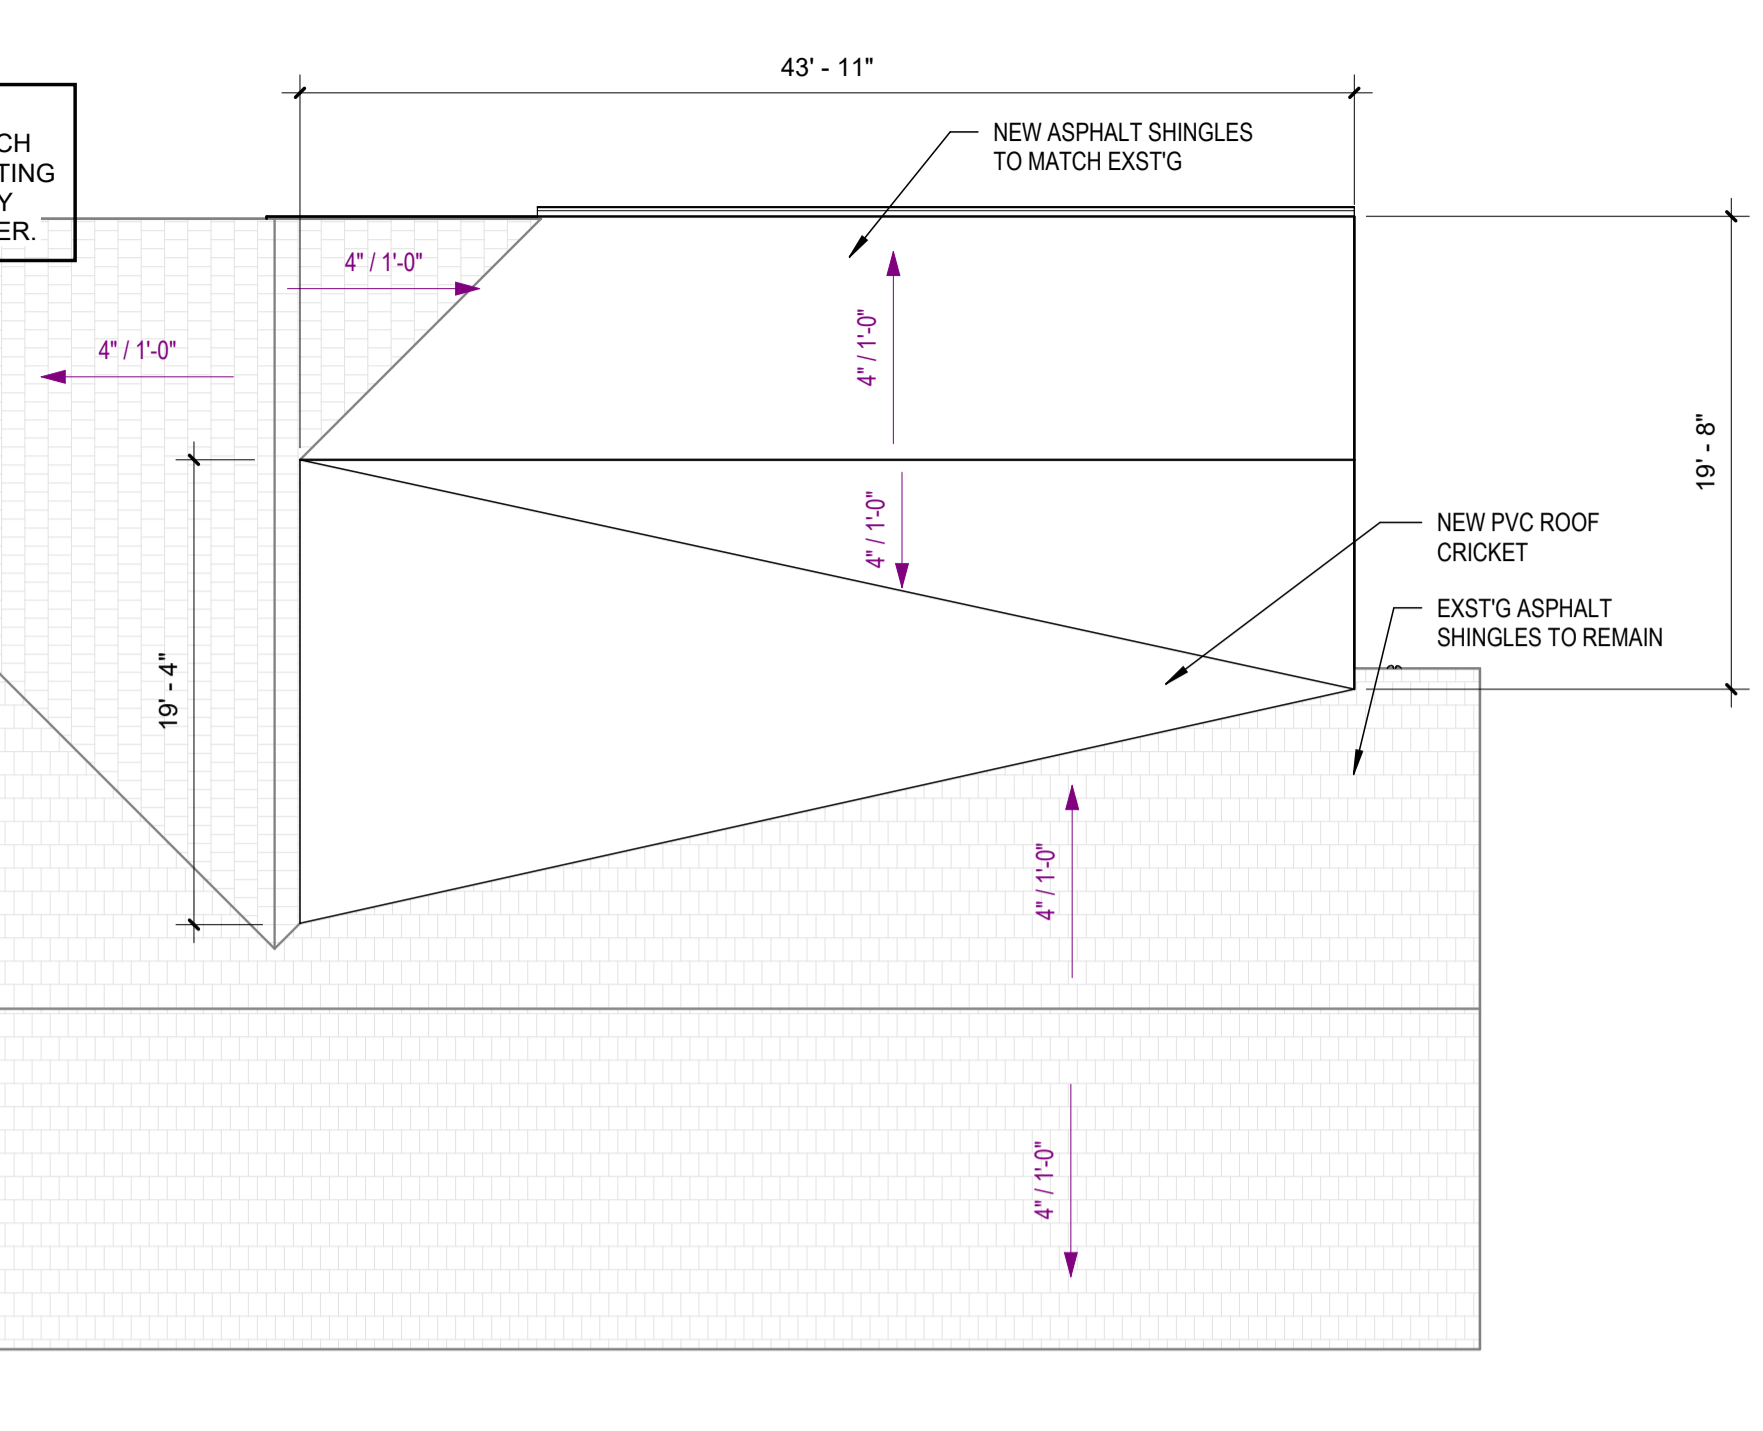 43' - 11"
CH
TING
Y
ER.
NEW ASPHALT SHINGLES
TO MATCH EXST'G
4" / 1'-0"
4" / 1'-0"
4" / 1'-0"
19' - 8"
4" / 1'-0"
NEW PVC ROOF
CRICKET
EXST'G ASPHALT
SHINGLES TO REMAIN
19' - 4"
4" / 1'-0"
4" / 1'-0"